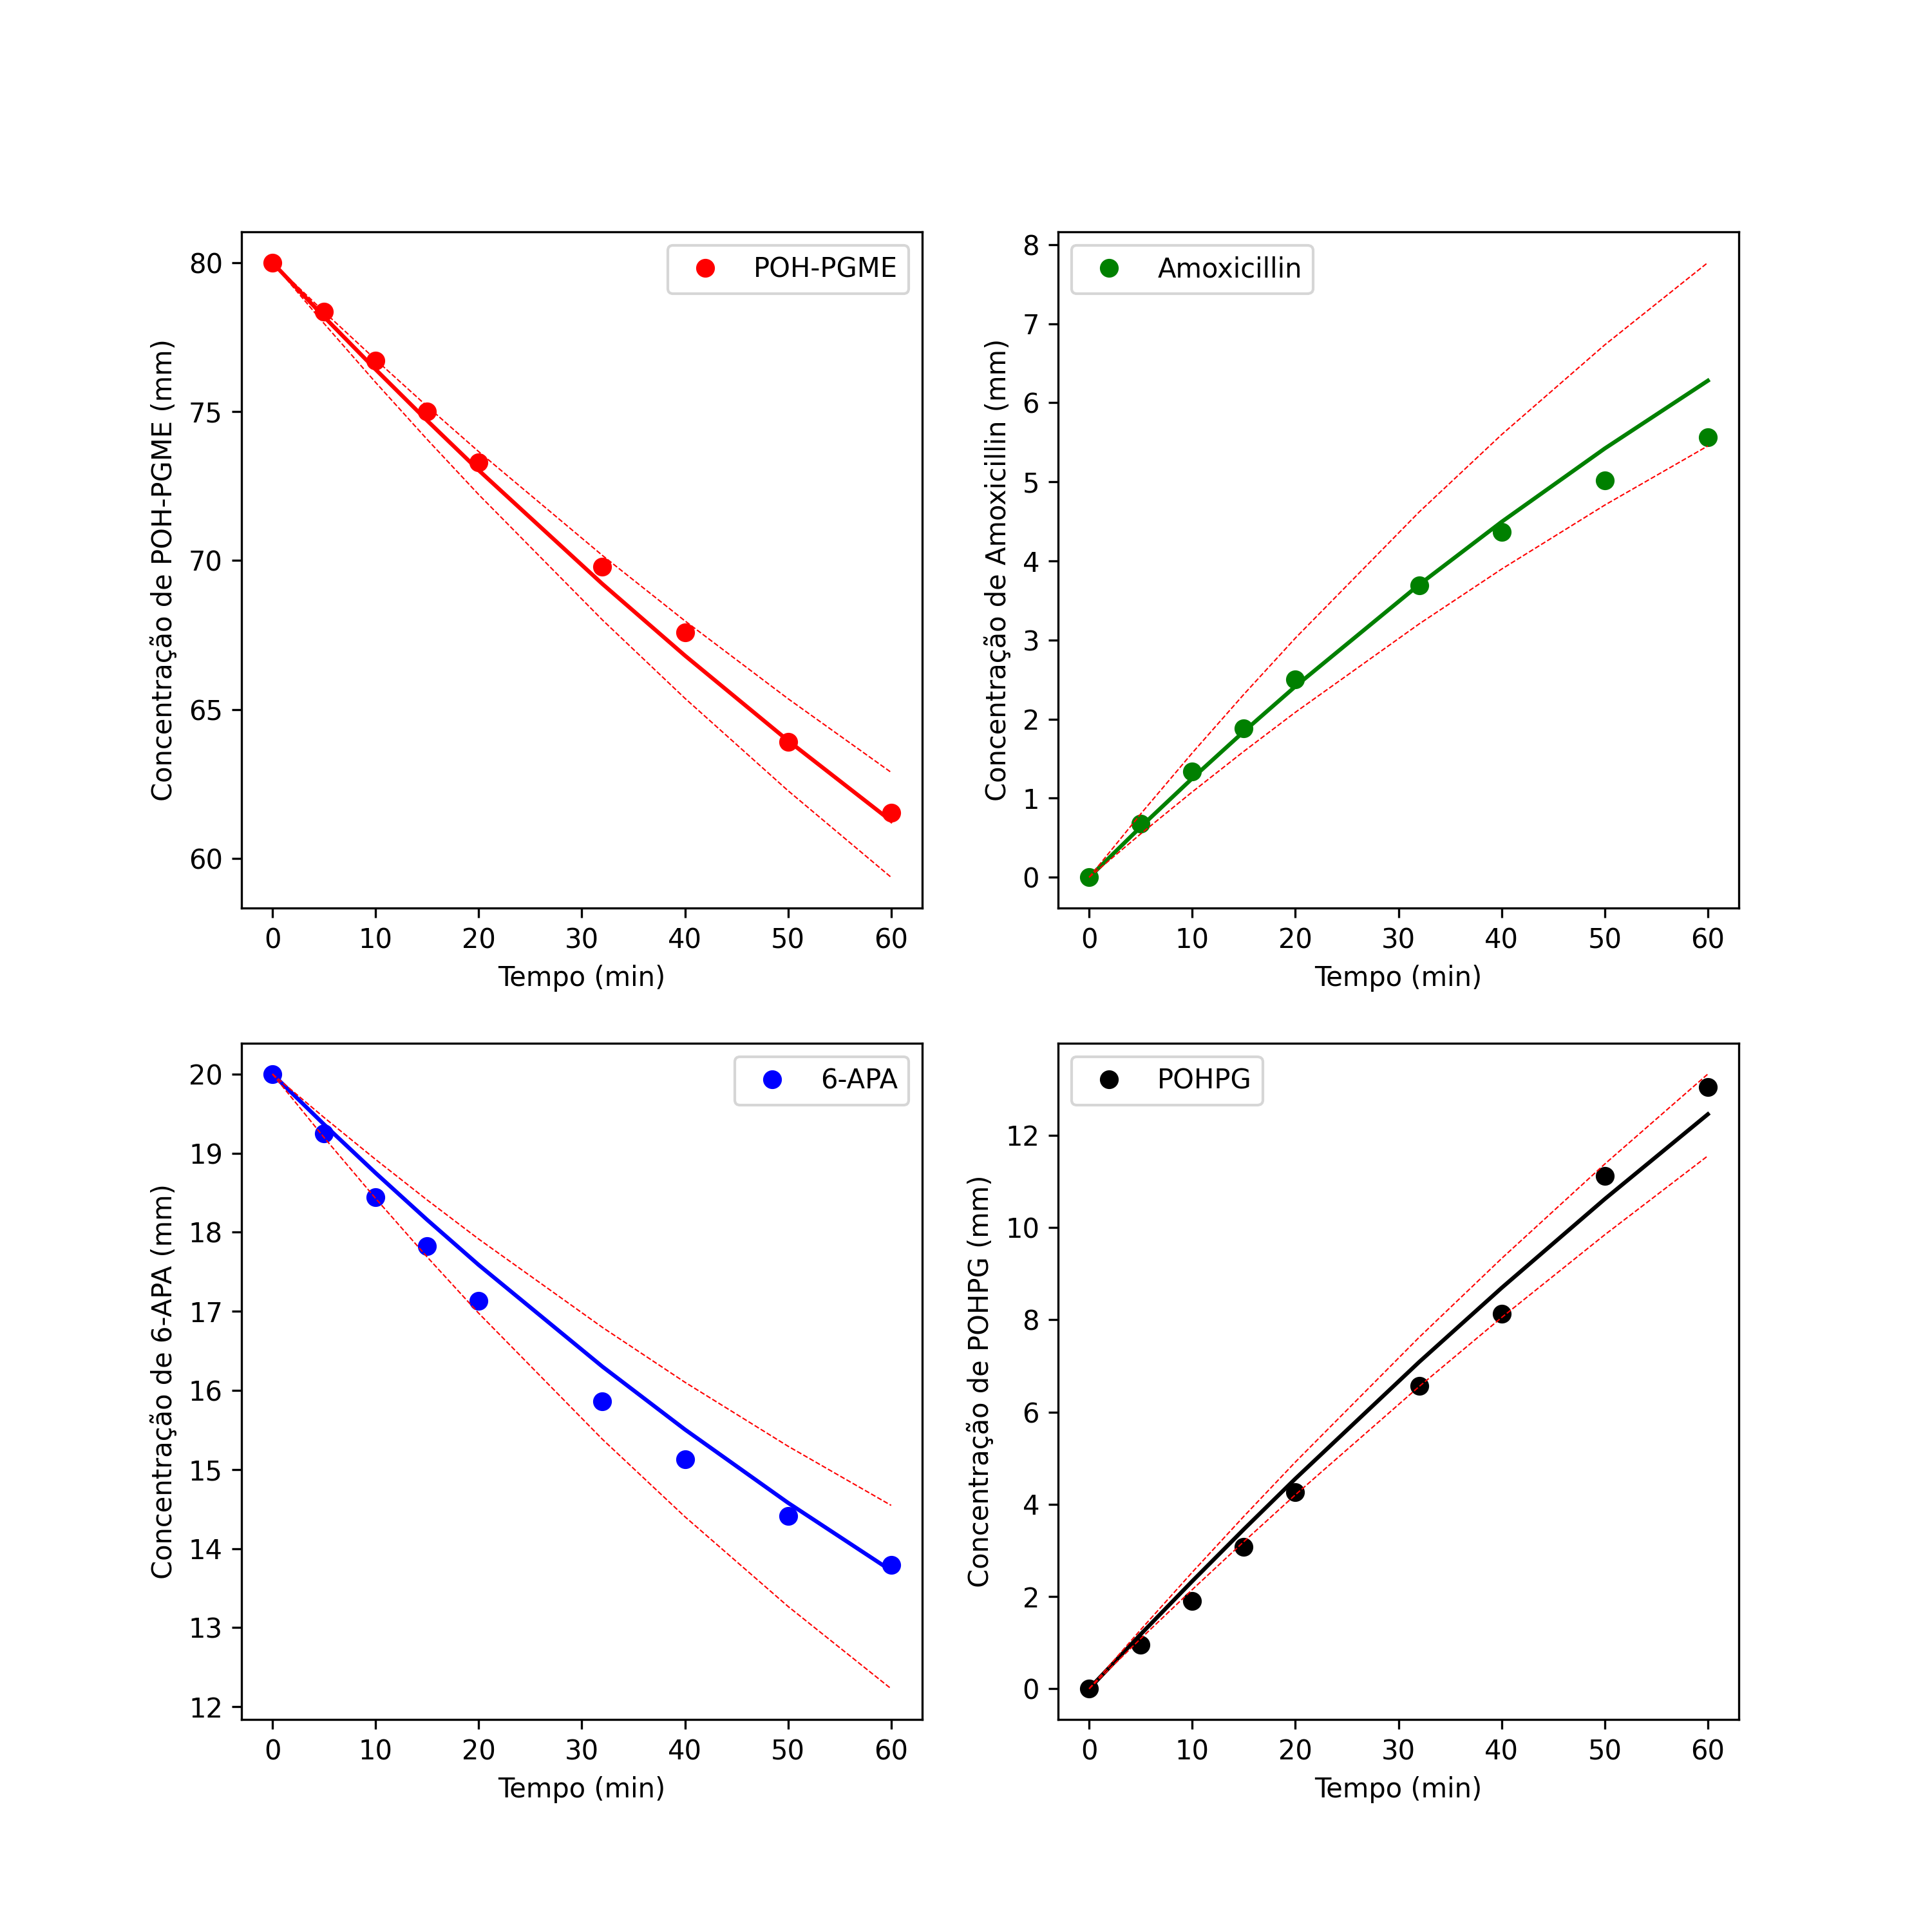 POH-PGME
Concentração de POH-PGME (mm)
80
75
70
65
60
0 10 20 30 40 50 60
Tempo (min)
Amoxicillin
Concentração de Amoxicillin (mm)
8
7
6
5
4
3
2
1
0
0 10 20 30 40 50 60
Tempo (min)
6-APA
Concentração de 6-APA (mm)
20
19
18
17
16
15
14
13
12
0 10 20 30 40 50 60
Tempo (min)
POHPG
Concentração de POHPG (mm)
12
10
8
6
4
2
0
0 10 20 30 40 50 60
Tempo (min)